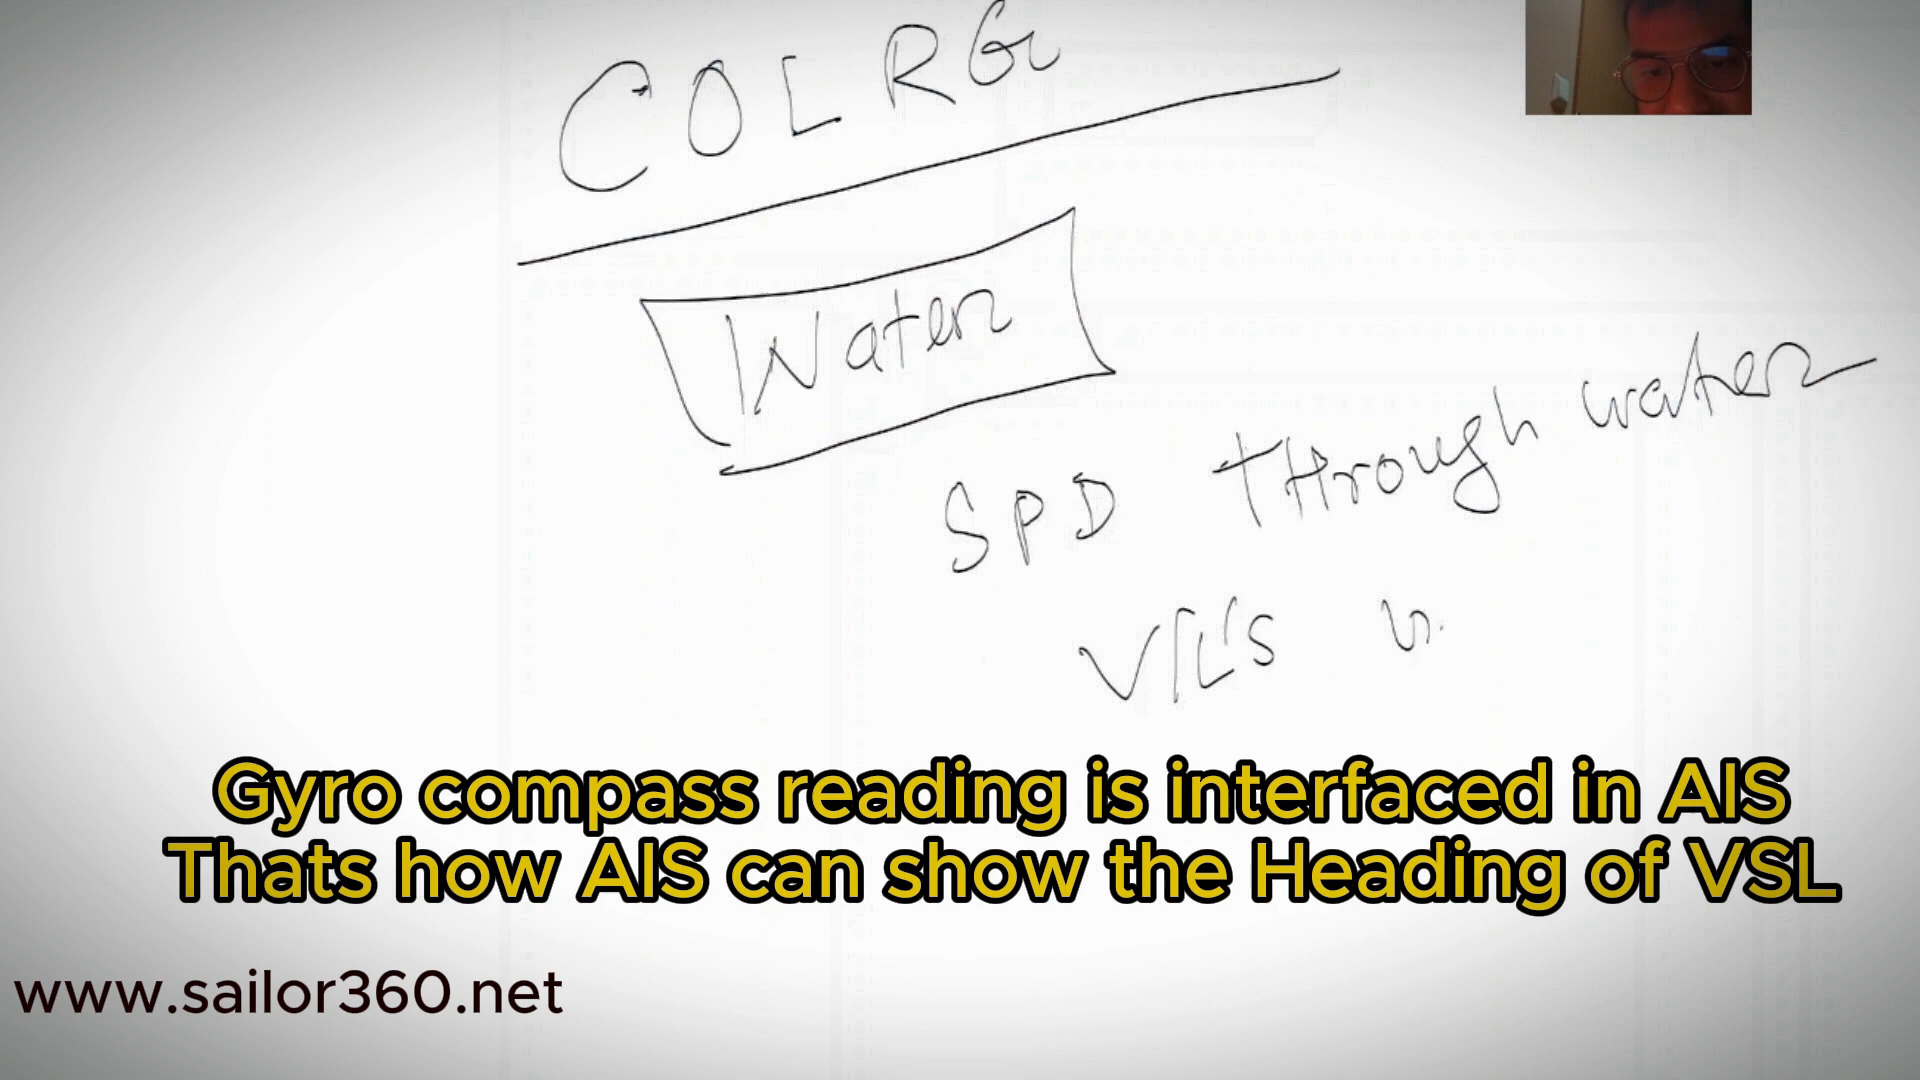 COLRG
Water
SPD through water
Gyro compass reading is interfaced in AIS
Thats how AIS can show the Heading of VSL
www.sailor360.net